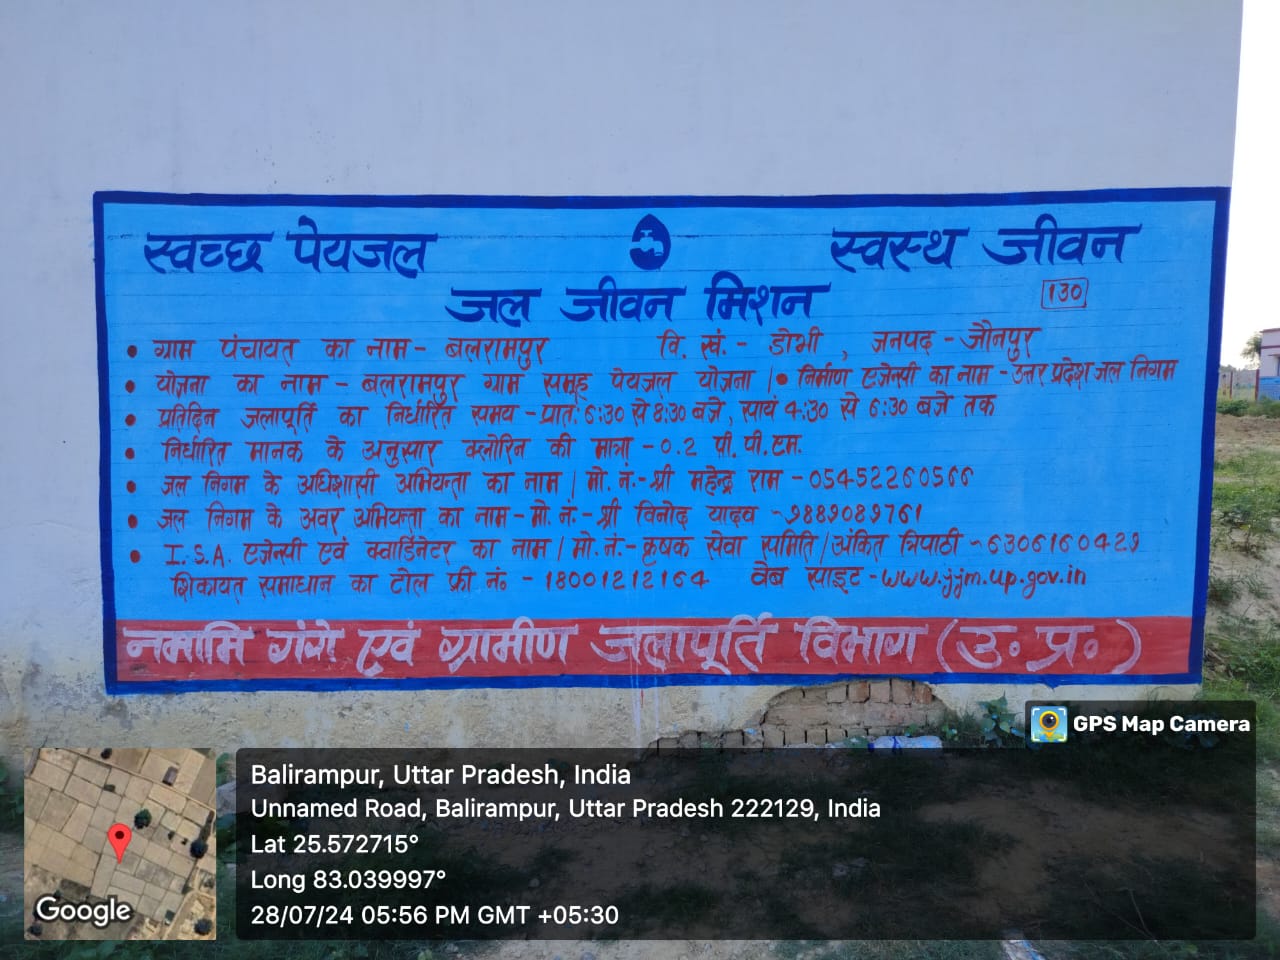 स्वच्छ पेयजल स्वस्थ जीवन
जल जीवन मिशन
130
• ग्राम पंचायत का नाम - बलरामपुर वि. खं. - डोभी , जनपद - जौनपुर
• योजना का नाम - बलरामपुर ग्राम समूह पेयजल योजना / • निर्माण एजेन्सी का नाम - उत्तर प्रदेश जल निगम
• प्रतिदिन जलापूर्ति का निर्धारित समय - प्रातः 6:30 से 8:30 बजे , सायं 4:30 से 6:30 बजे तक
• निर्धारित मानक के अनुसार क्लोरिन की मात्रा - 0.2 पी. पी. एम.
• जल निगम के अधिशासी अभियन्ता का नाम / मो. नं. - श्री महेन्द्र राम - 05452260566
• जल निगम के अवर अभियन्ता का नाम - मो. नं. - श्री विनोद यादव - 9889089761
• I.S.A. एजेन्सी एवं क्वार्डिनेटर का नाम / मो. नं. - कृषक सेवा समिति / अंकित त्रिपाठी - 6306160429
शिकायत समाधान का टोल फ्री नं० - 18001212164 वेब साइट - www.jjm.up.gov.in
नमामि गंगे एवं ग्रामीण जलापूर्ति विभाग (उ. प्र.)
GPS Map Camera
Balirampur, Uttar Pradesh, India
Unnamed Road, Balirampur, Uttar Pradesh 222129, India
Lat 25.572715°
Long 83.039997°
28/07/24 05:56 PM GMT +05:30
Google